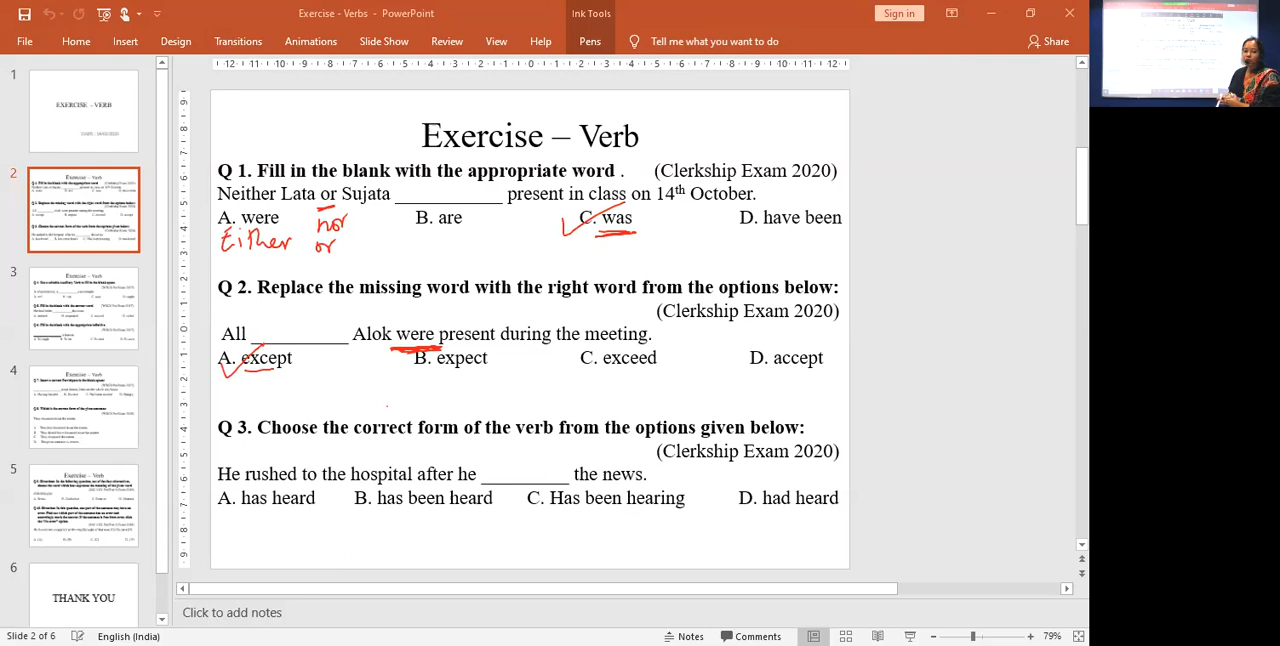 Exercise - Verbs - PowerPoint
Ink Tools
Sign in
File Home Insert Design Transitions Animations Slide Show Review View Help Pens Tell me what you want to do Share
1
EXERCISE - VERB
2
3
4
5
6
THANK YOU
Exercise – Verb
Q 1. Fill in the blank with the appropriate word . (Clerkship Exam 2020)
Neither Lata or Sujata ___________ present in class on 14th October.
A. were B. are C. was D. have been
nor
Either or
Q 2. Replace the missing word with the right word from the options below:
(Clerkship Exam 2020)
All __________ Alok were present during the meeting.
A. except B. expect C. exceed D. accept
Q 3. Choose the correct form of the verb from the options given below:
(Clerkship Exam 2020)
He rushed to the hospital after he _________ the news.
A. has heard B. has been heard C. Has been hearing D. had heard
Click to add notes
Slide 2 of 6 English (India) Notes Comments 79%